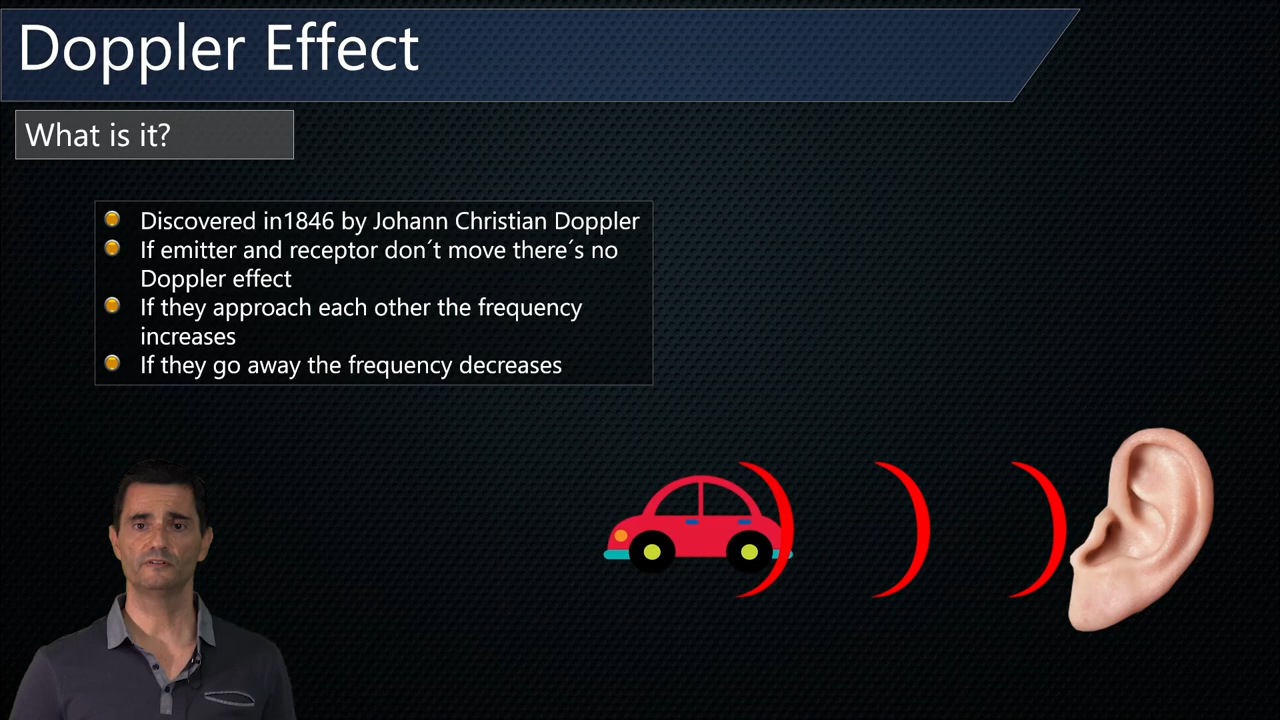 Doppler Effect
What is it?
Discovered in1846 by Johann Christian Doppler
If emitter and receptor don´t move there´s no
Doppler effect
If they approach each other the frequency
increases
If they go away the frequency decreases